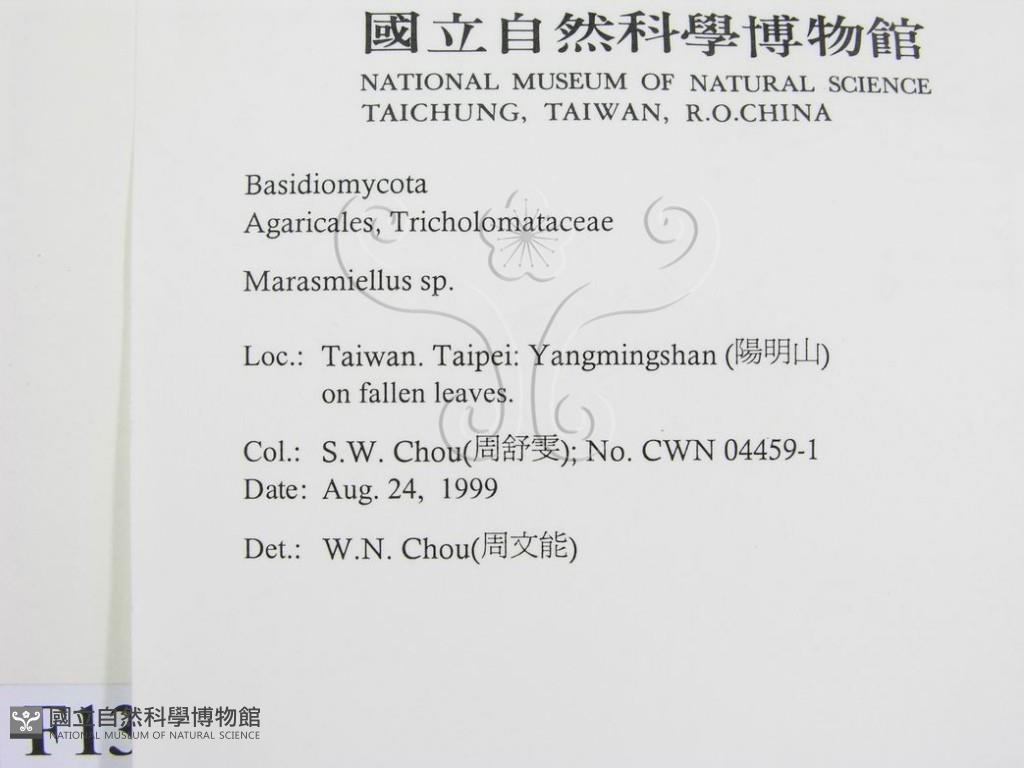 國立自然科學博物館
NATIONAL MUSEUM OF NATURAL SCIENCE
TAICHUNG, TAIWAN, R.O.CHINA
Basidiomycota
Agaricales, Tricholomataceae
Marasmiellus sp.
Loc.: Taiwan. Taipei: Yangmingshan (陽明山)
on fallen leaves.
Col.: S.W. Chou(周舒雯); No. CWN 04459-1
Date: Aug. 24, 1999
Det.: W.N. Chou(周文能)
F13
國立自然科學博物館
NATIONAL MUSEUM OF NATURAL SCIENCE